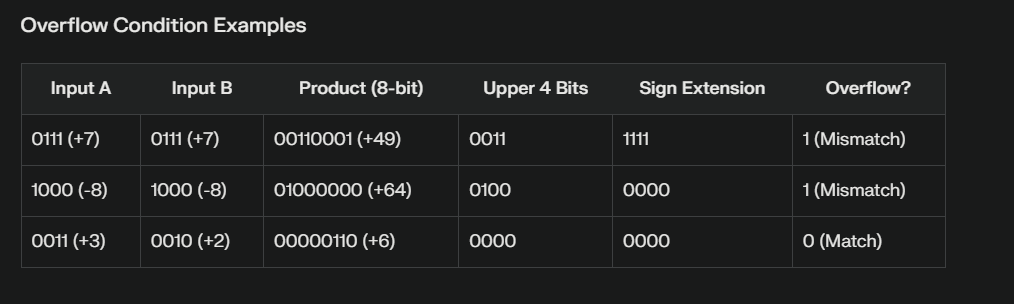 Overflow Condition Examples
Input A Input B Product (8-bit) Upper 4 Bits Sign Extension Overflow?
0111 (+7) 0111 (+7) 00110001 (+49) 0011 1111 1 (Mismatch)
1000 (-8) 1000 (-8) 01000000 (+64) 0100 0000 1 (Mismatch)
0011 (+3) 0010 (+2) 00000110 (+6) 0000 0000 0 (Match)